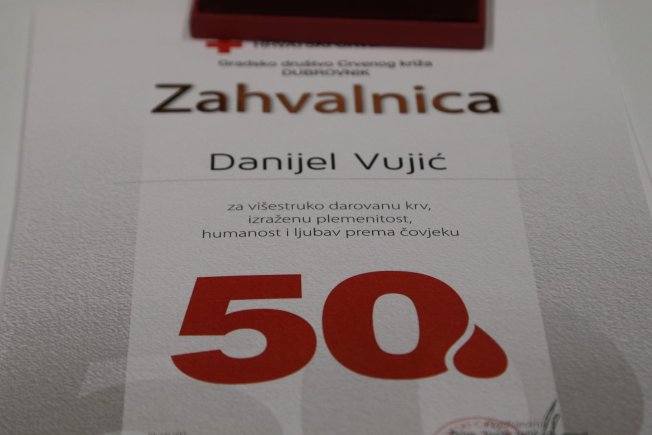 Gradsko društvo Crvenog križa
DUBROVNIK
Zahvalnica
Danijel Vujić
za višestruko darovanu krv,
izraženu plemenitost,
humanost i ljubav prema čovjeku
50